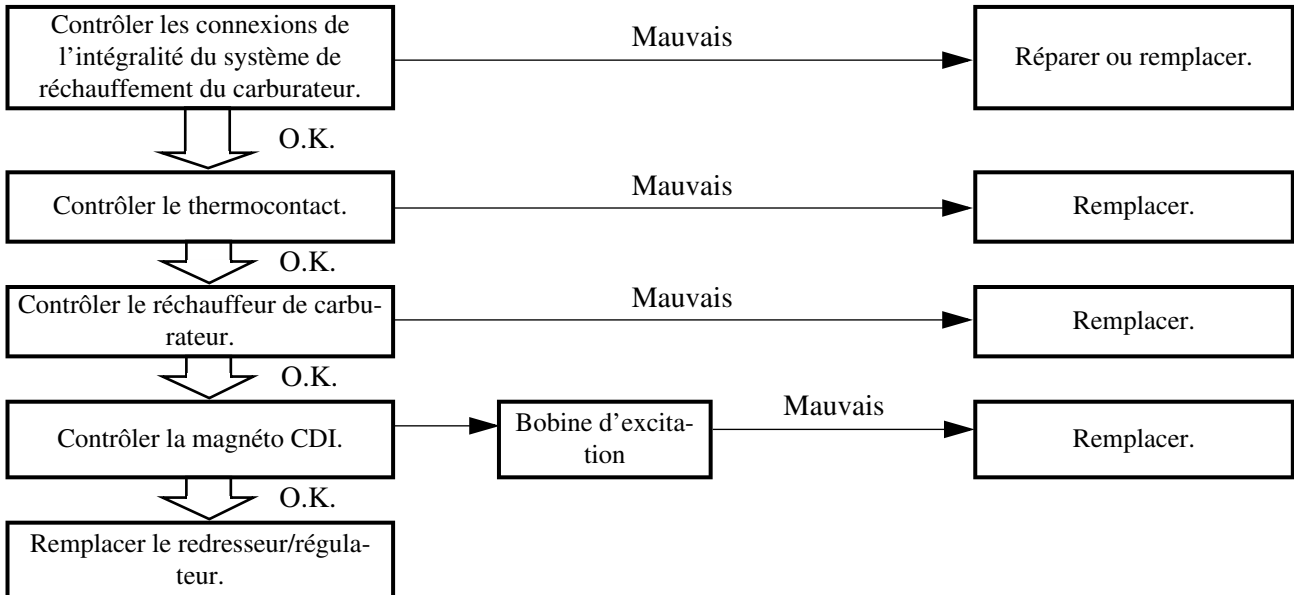 Contrôler les connexions de
l’intégralité du système de
réchauffement du carburateur.
Mauvais
Réparer ou remplacer.
O.K.
Contrôler le thermocontact.
Mauvais
Remplacer.
O.K.
Contrôler le réchauffeur de carbu-
rateur.
Mauvais
Remplacer.
O.K.
Contrôler la magnéto CDI.
Bobine d’excita-
tion
Mauvais
Remplacer.
O.K.
Remplacer le redresseur/régula-
teur.